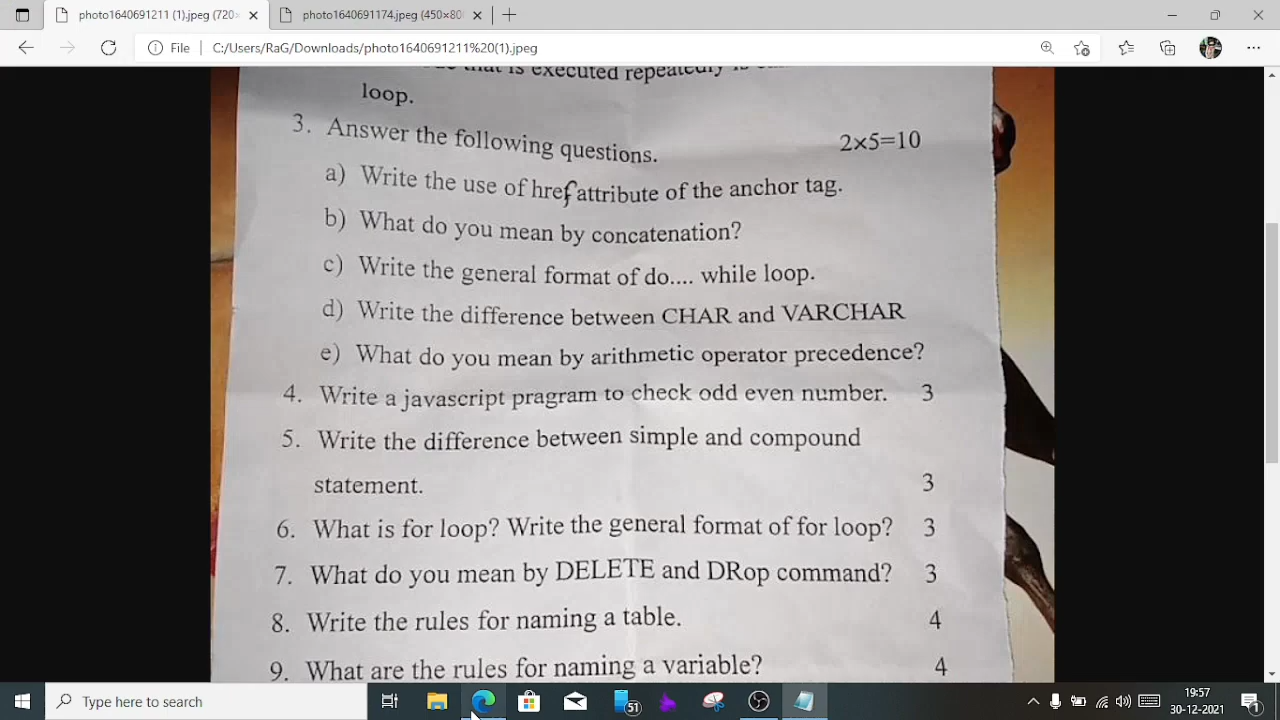 photo1640691211 (1).jpeg (720×
photo1640691174.jpeg (450×80
File
C:/Users/RaG/Downloads/photo1640691211%20(1).jpeg
that is executed repeatedly
loop.
3. Answer the following questions. 2×5=10
a) Write the use of href attribute of the anchor tag.
b) What do you mean by concatenation?
c) Write the general format of do.... while loop.
d) Write the difference between CHAR and VARCHAR
e) What do you mean by arithmetic operator precedence?
4. Write a javascript pragram to check odd even number. 3
5. Write the difference between simple and compound
statement. 3
6. What is for loop? Write the general format of for loop? 3
7. What do you mean by DELETE and DRop command? 3
8. Write the rules for naming a table. 4
9. What are the rules for naming a variable? 4
Type here to search
51
19:57
30-12-2021
1